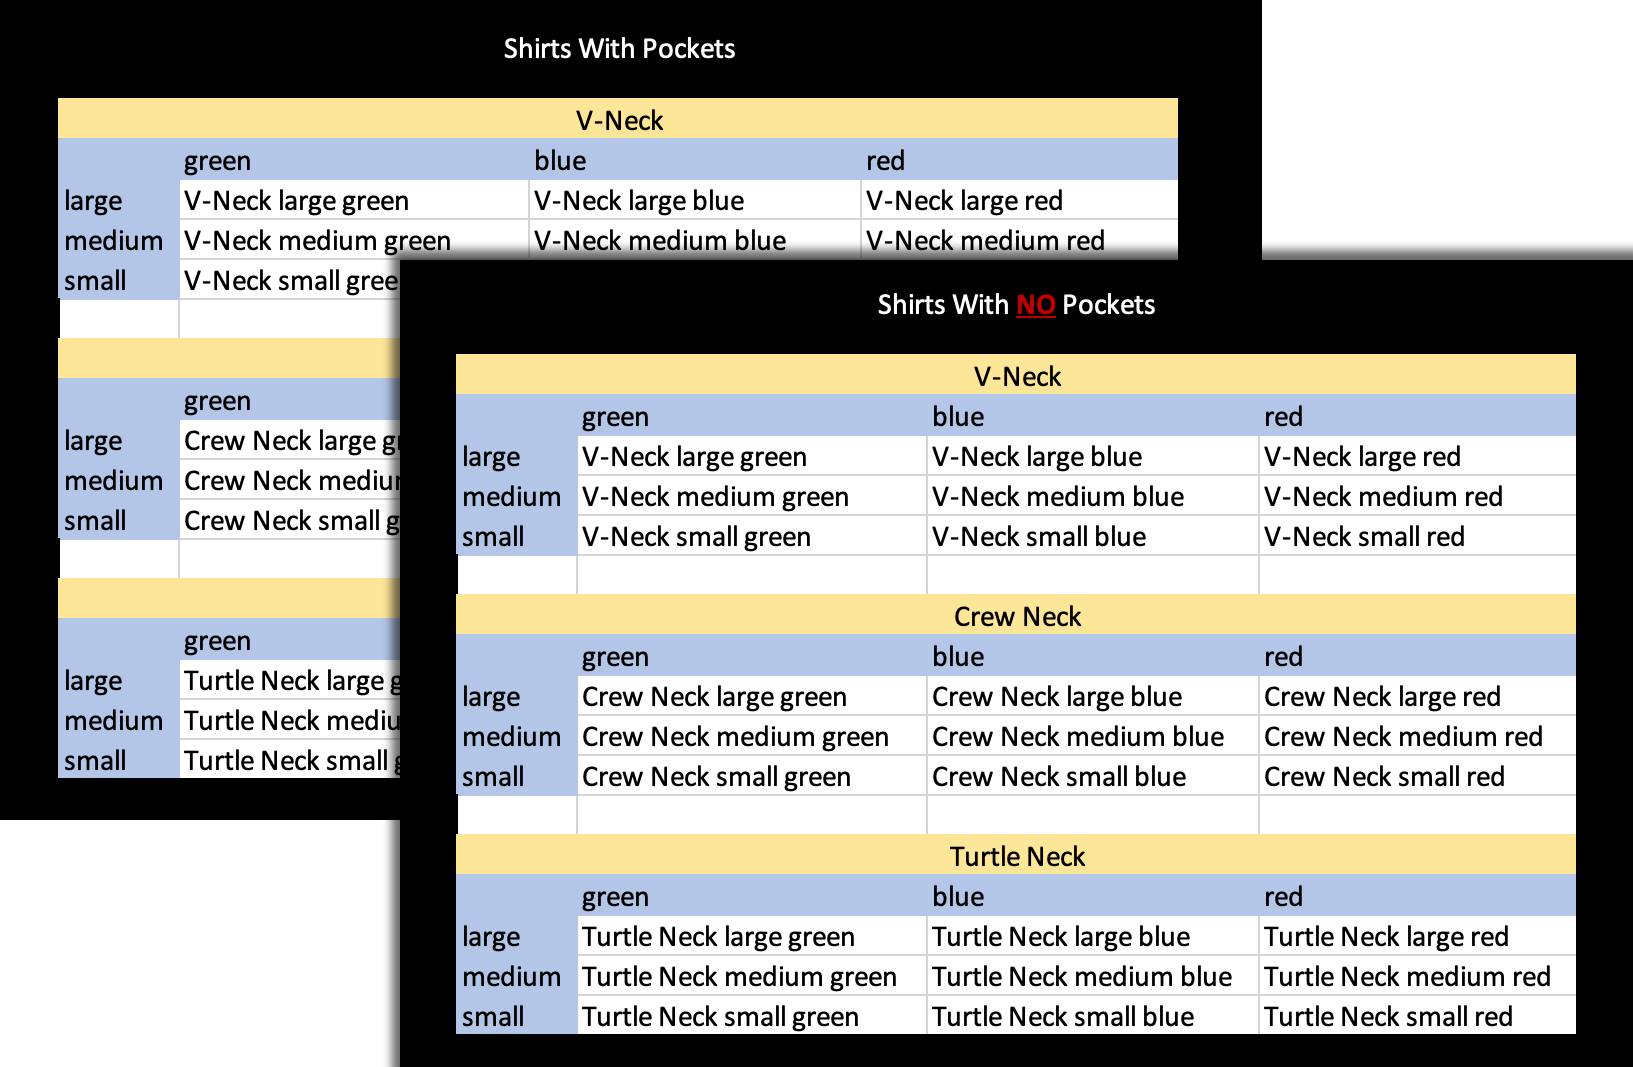 Shirts With Pockets
V-Neck
green blue red
large V-Neck large green V-Neck large blue V-Neck large red
medium V-Neck medium green V-Neck medium blue V-Neck medium red
small V-Neck small gree
green
large Crew Neck large g
medium Crew Neck mediu
small Crew Neck small g
green
large Turtle Neck large g
medium Turtle Neck mediu
small Turtle Neck small
Shirts With NO Pockets
V-Neck
green blue red
large V-Neck large green V-Neck large blue V-Neck large red
medium V-Neck medium green V-Neck medium blue V-Neck medium red
small V-Neck small green V-Neck small blue V-Neck small red
Crew Neck
green blue red
large Crew Neck large green Crew Neck large blue Crew Neck large red
medium Crew Neck medium green Crew Neck medium blue Crew Neck medium red
small Crew Neck small green Crew Neck small blue Crew Neck small red
Turtle Neck
green blue red
large Turtle Neck large green Turtle Neck large blue Turtle Neck large red
medium Turtle Neck medium green Turtle Neck medium blue Turtle Neck medium red
small Turtle Neck small green Turtle Neck small blue Turtle Neck small red